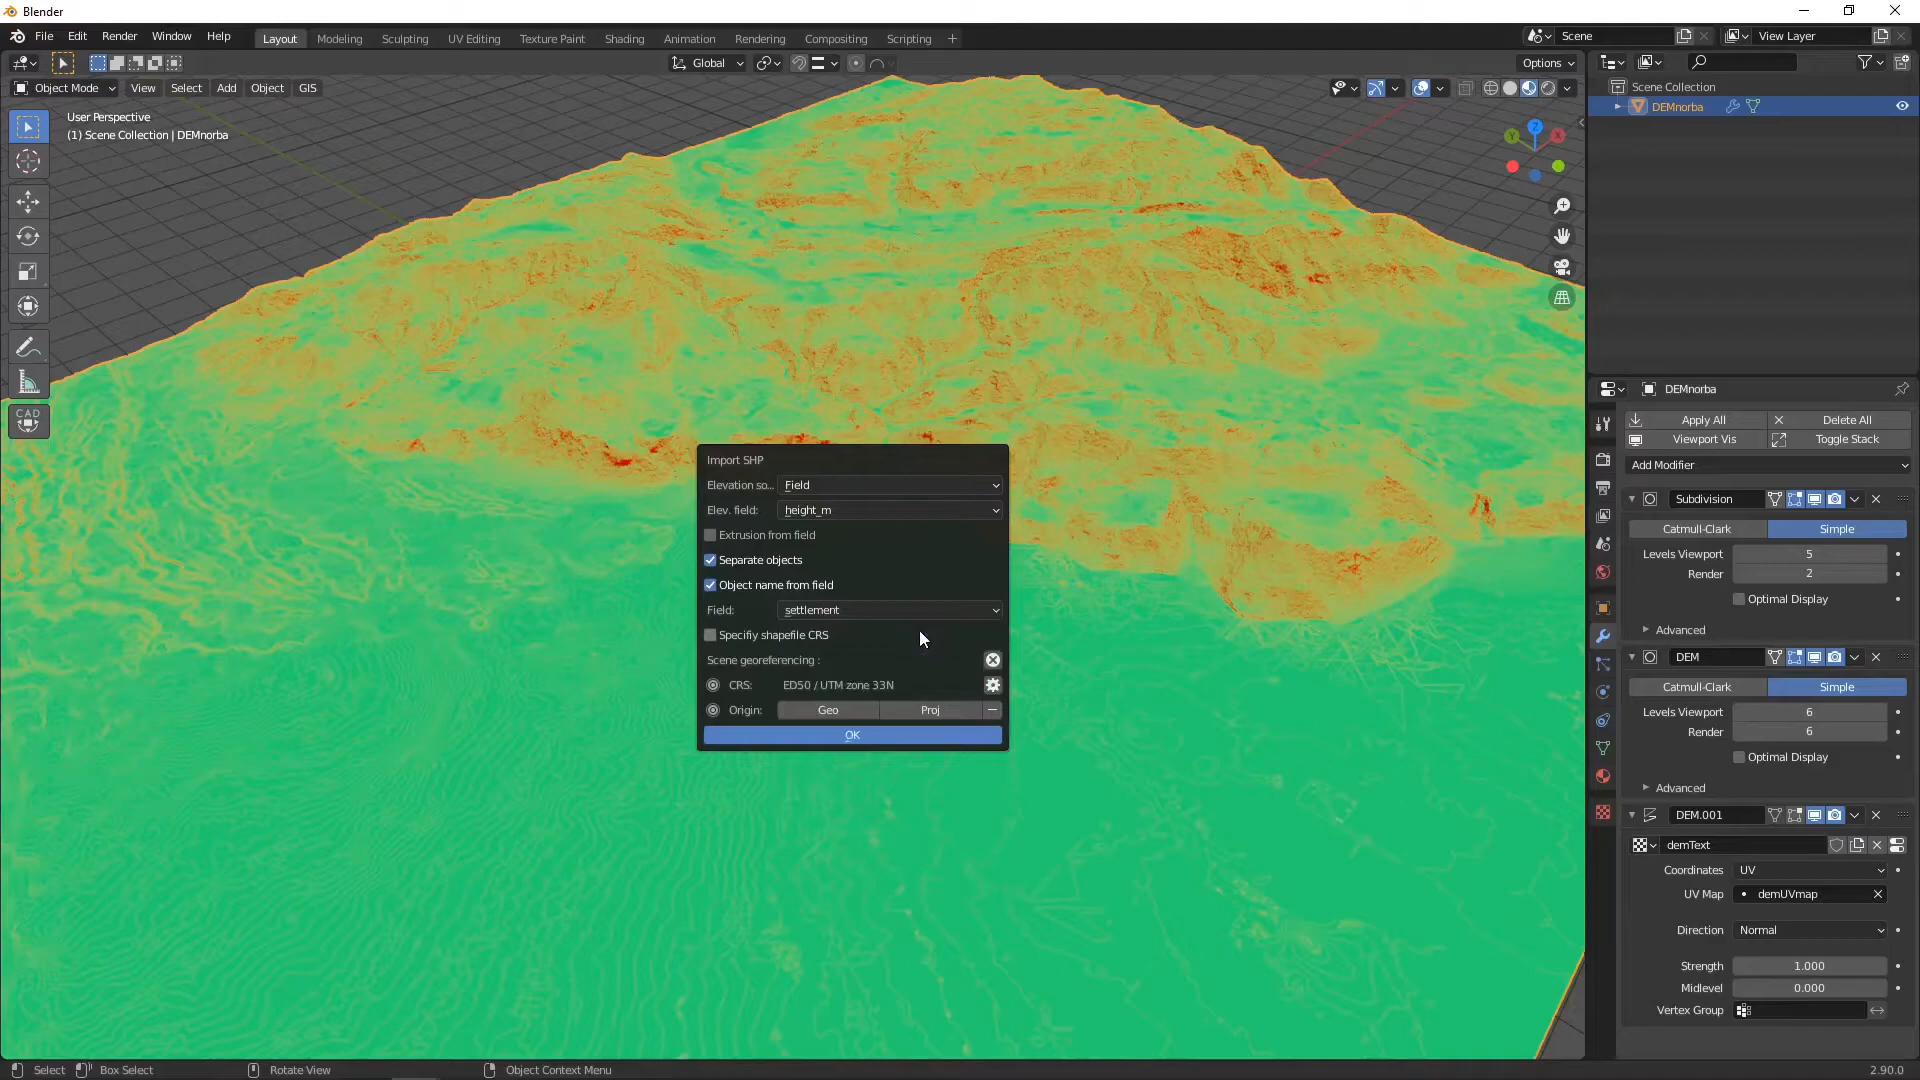 Blender
File Edit Render Window Help
Layout Modeling Sculpting UV Editing Texture Paint Shading Animation Rendering Compositing Scripting +
Scene
View Layer
Global
Options
Object Mode View Select Add Object GIS
User Perspective
(1) Scene Collection | DEMnorba
CAD
Z
Y
X
Scene Collection
DEMnorba
DEMnorba
Apply All
Delete All
Viewport Vis
Toggle Stack
Add Modifier
Subdivision
Catmull-Clark
Simple
Levels Viewport 5
Render 2
Optimal Display
Advanced
DEM
Catmull-Clark
Simple
Levels Viewport 6
Render 6
Optimal Display
Advanced
DEM.001
demText
Coordinates UV
UV Map demUVmap
Direction Normal
Strength 1.000
Midlevel 0.000
Vertex Group
Import SHP
Elevation so... Field
Elev. field: height_m
Extrusion from field
Separate objects
Object name from field
Field: settlement
Specifiy shapefile CRS
Scene georeferencing :
CRS: ED50 / UTM zone 33N
Origin: Geo Proj
OK
Select
Box Select
Rotate View
Object Context Menu
2.90.0